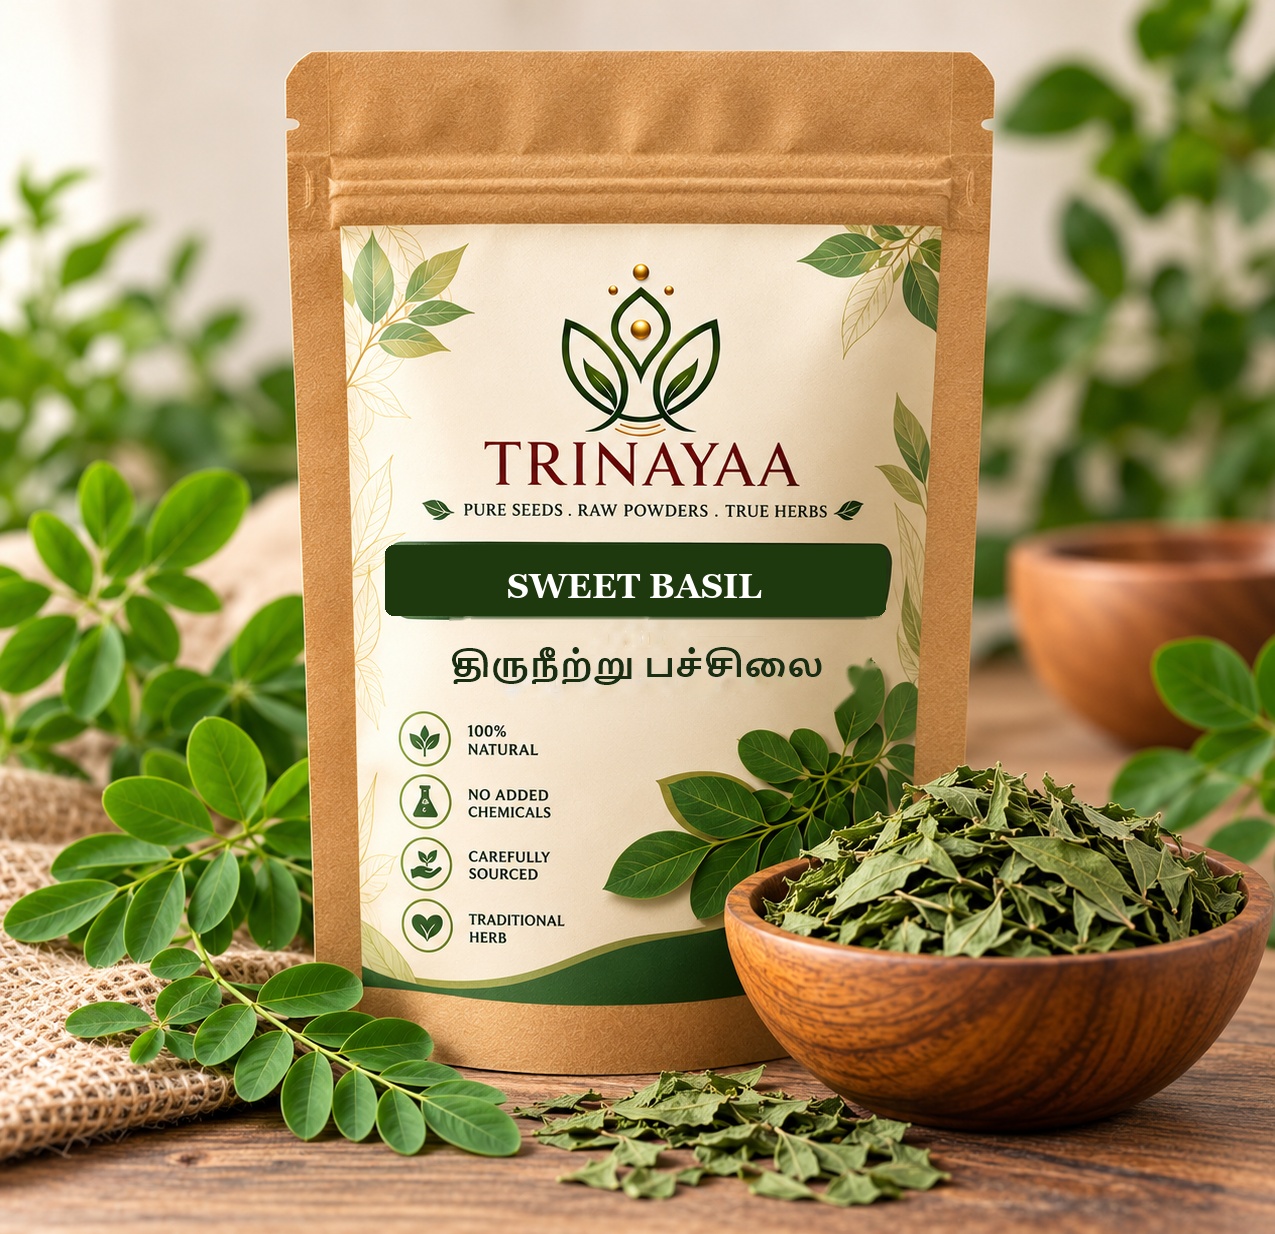 TRINAYAA
PURE SEEDS . RAW POWDERS . TRUE HERBS
SWEET BASIL
திருநீற்று பச்சிலை
100%
NATURAL
NO ADDED
CHEMICALS
CAREFULLY
SOURCED
TRADITIONAL
HERB